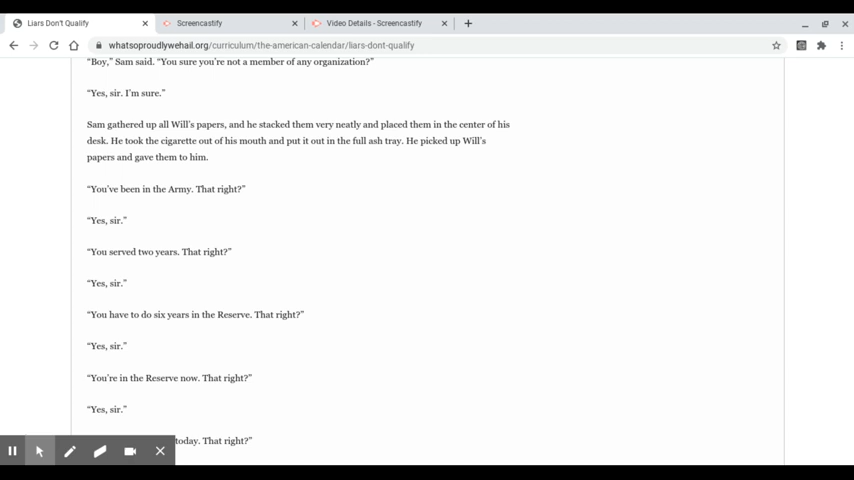 Liars Don't Qualify
Screencastify
Video Details - Screencastify
whatsoproudlywehail.org/curriculum/the-american-calendar/liars-dont-qualify
“Boy,” Sam said. “You sure you’re not a member of any organization?”
“Yes, sir. I’m sure.”
Sam gathered up all Will’s papers, and he stacked them very neatly and placed them in the center of his
desk. He took the cigarette out of his mouth and put it out in the full ash tray. He picked up Will’s
papers and gave them to him.
“You’ve been in the Army. That right?”
“Yes, sir.”
“You served two years. That right?”
“Yes, sir.”
“You have to do six years in the Reserve. That right?”
“Yes, sir.”
“You’re in the Reserve now. That right?”
“Yes, sir.”
today. That right?”